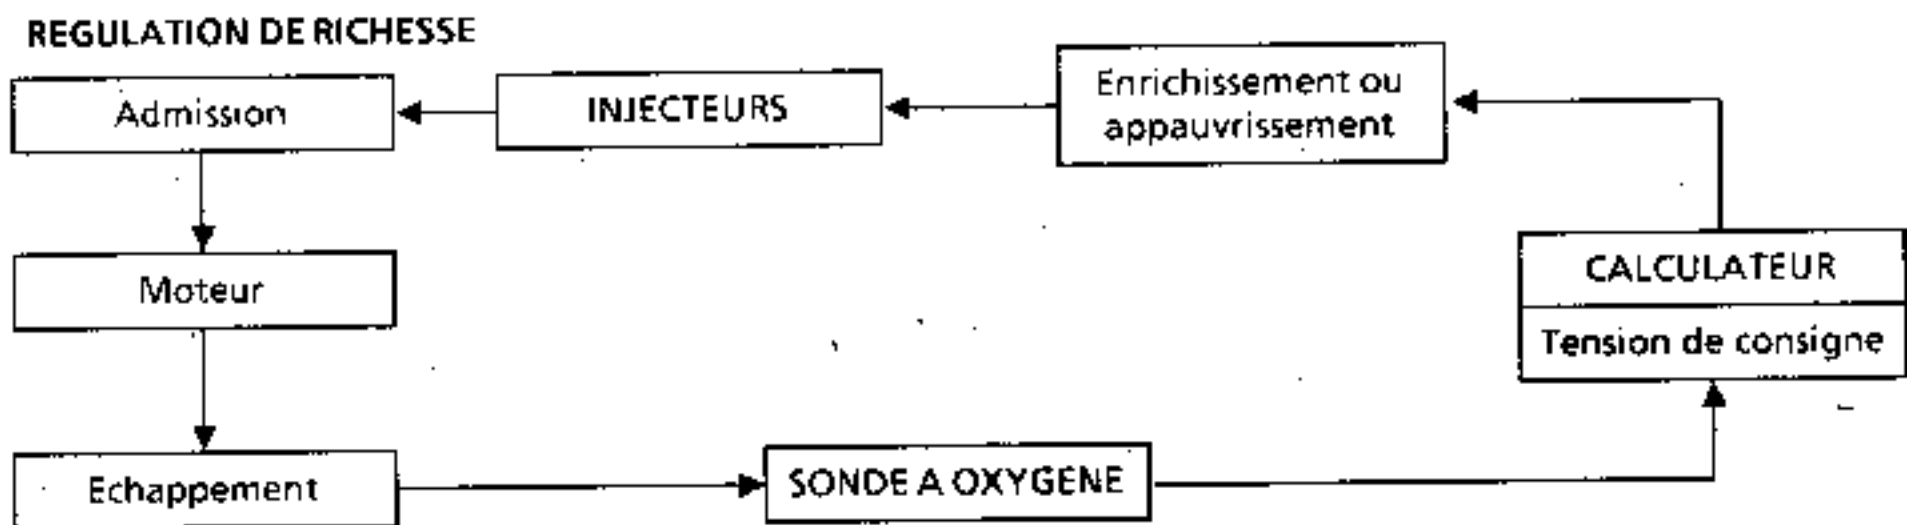 REGULATION DE RICHESSE
Admission
INJECTEURS
Enrichissement ou
appauvrissement
Moteur
CALCULATEUR
Tension de consigne
Echappement
SONDE A OXYGENE